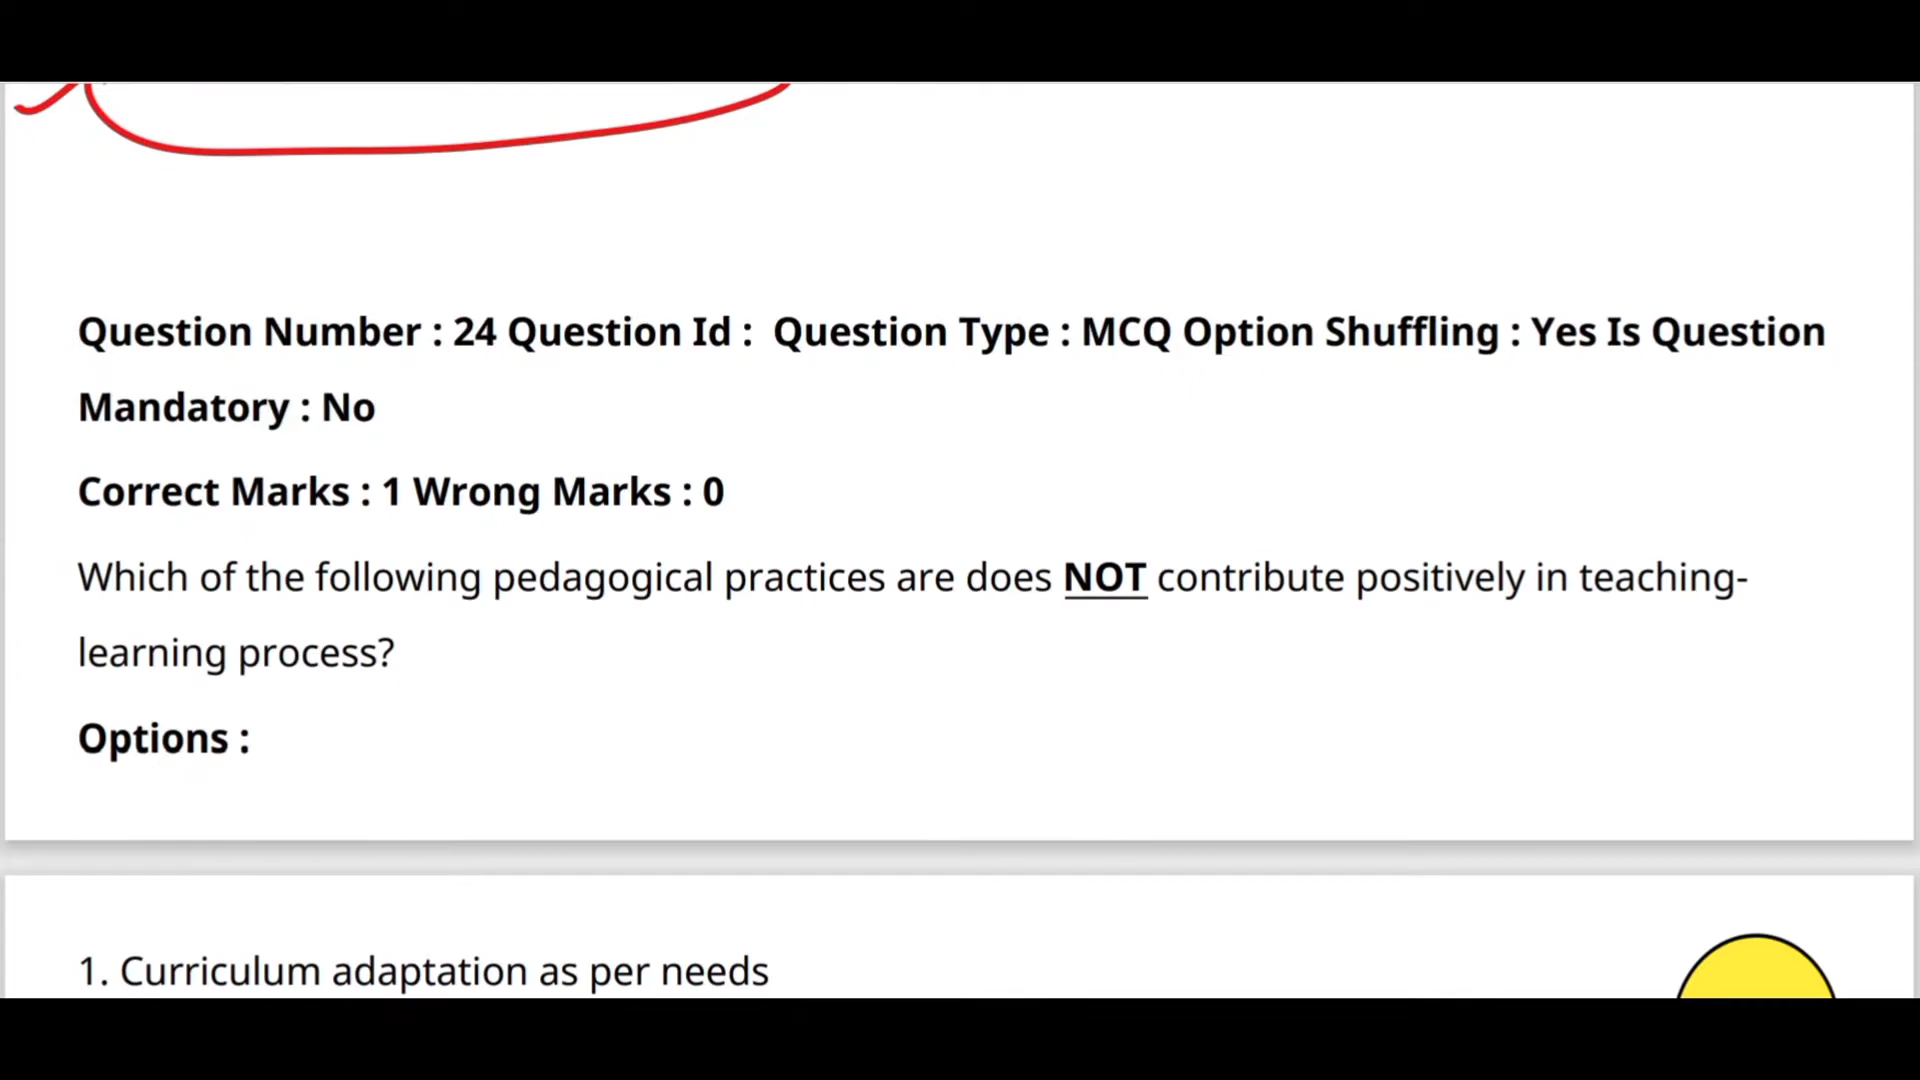 Question Number : 24 Question Id : Question Type : MCQ Option Shuffling : Yes Is Question
Mandatory : No
Correct Marks : 1 Wrong Marks : 0
Which of the following pedagogical practices are does NOT contribute positively in teaching-
learning process?
Options :
1. Curriculum adaptation as per needs